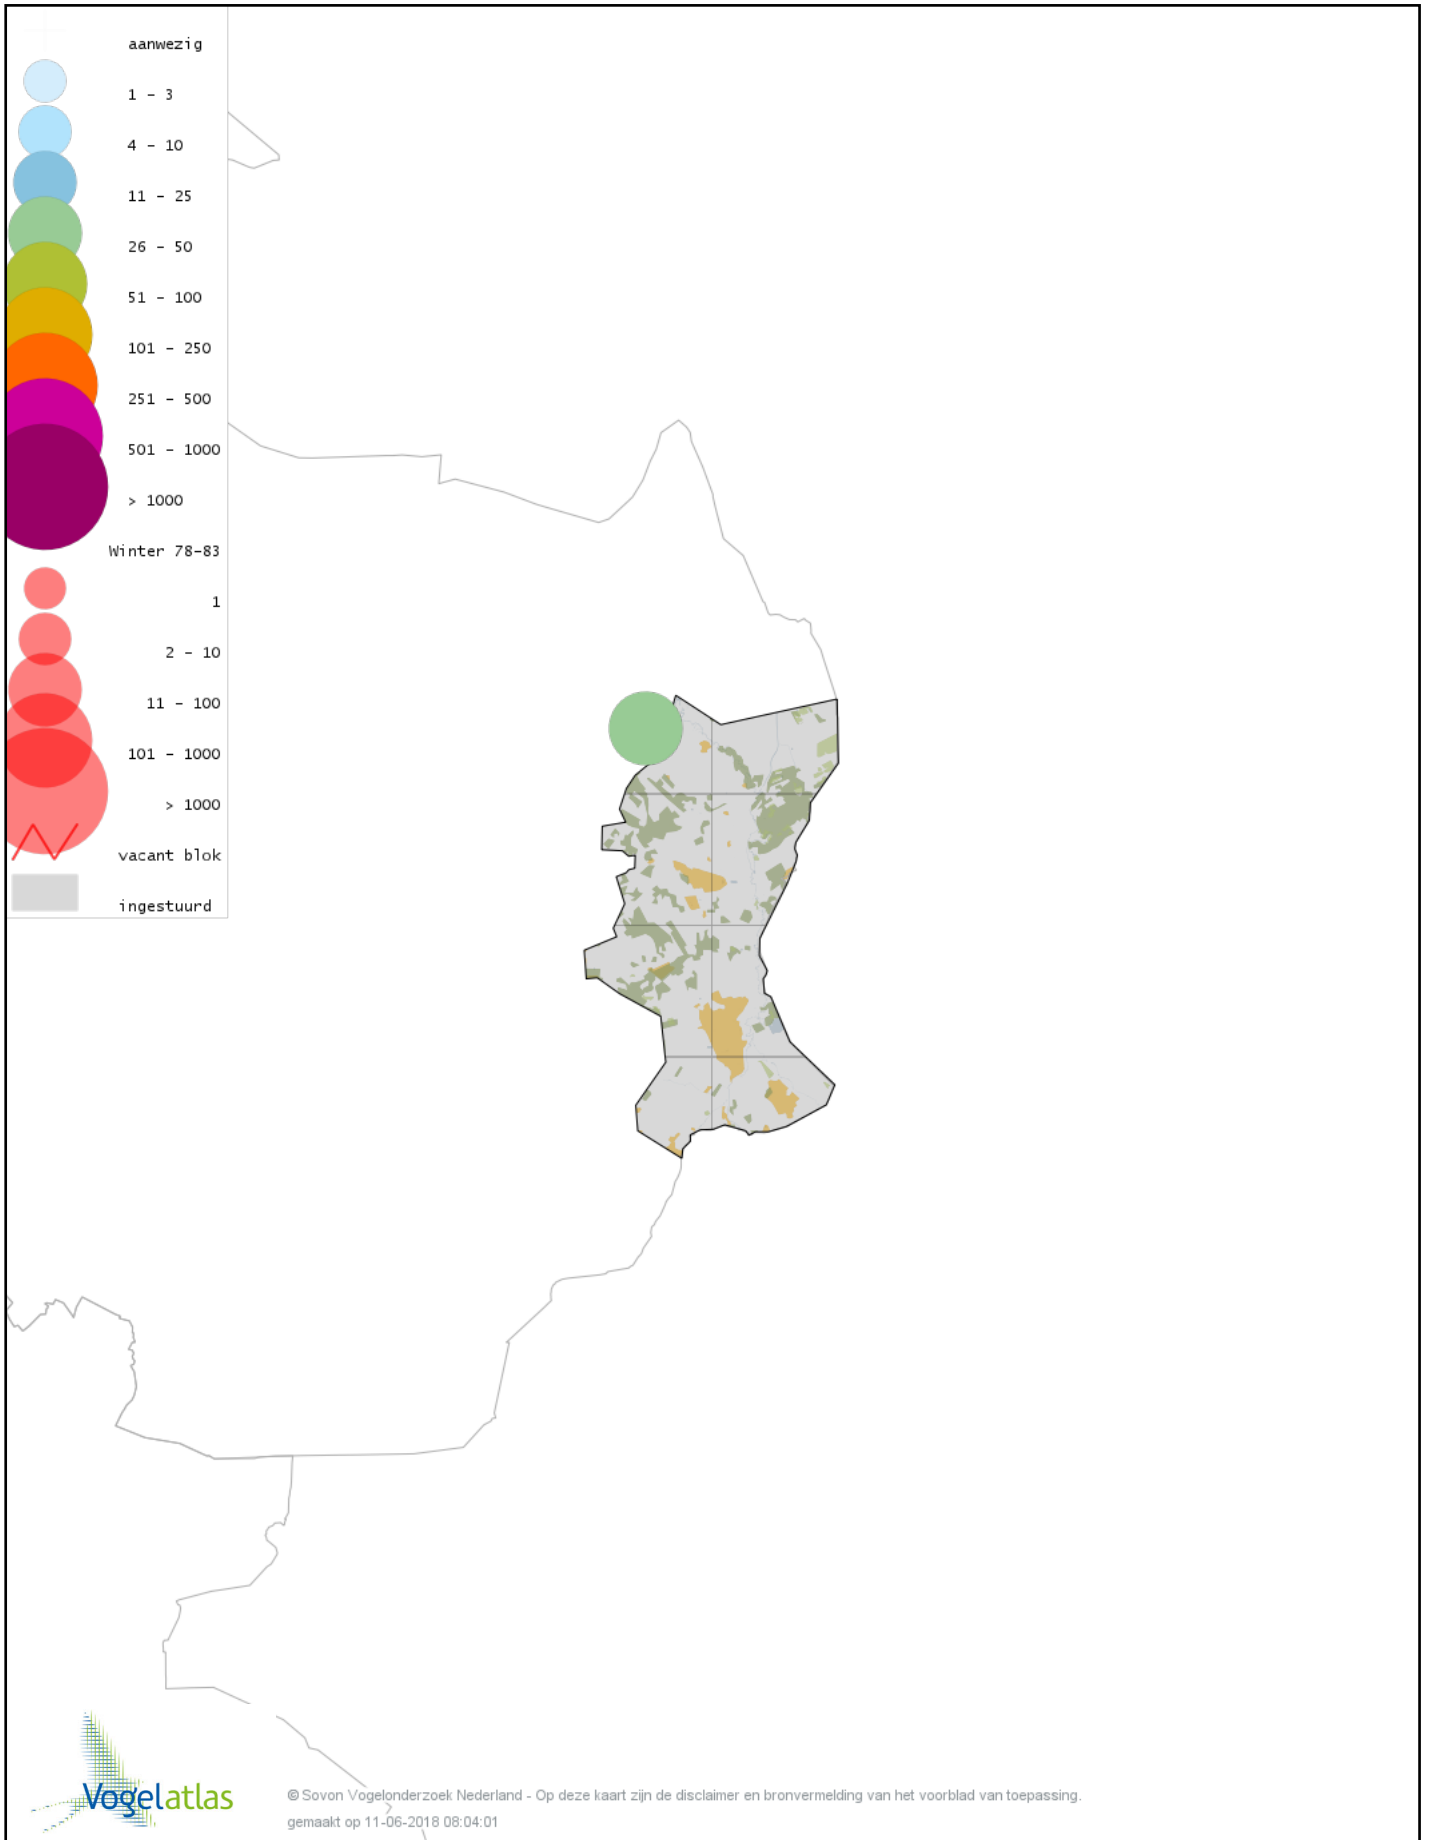 aanwezig
1 - 3
4 - 10
11 - 25
26 - 50
51 - 100
101 - 250
251 - 500
501 - 1000
> 1000
Winter 78-83
1
2 - 10
11 - 100
101 - 1000
> 1000
vacant blok
ingestuurd
Vogelatlas
© Sovon Vogelonderzoek Nederland - Op deze kaart zijn de disclaimer en bronvermelding van het voorblad van toepassing.
gemaakt op 11-06-2018 08:04:01